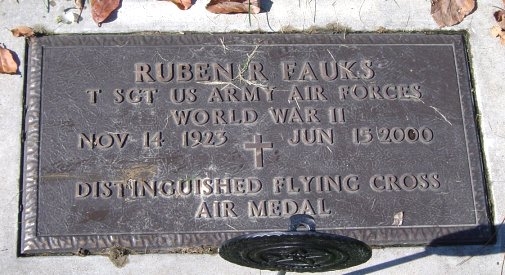 RUBEN R FAUKS
T SGT US ARMY AIR FORCES
WORLD WAR II
NOV 14 1923 JUN 15 2000
DISTINGUISHED FLYING CROSS
AIR MEDAL